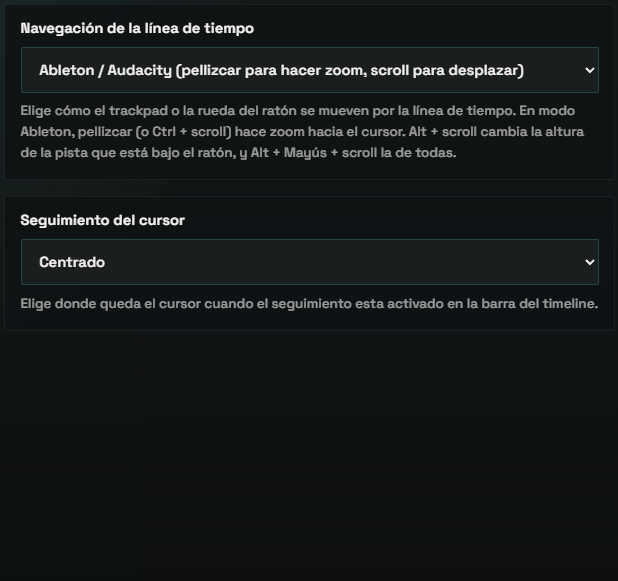 Navegación de la línea de tiempo
Ableton / Audacity (pellizcar para hacer zoom, scroll para desplazar)
Elige cómo el trackpad o la rueda del ratón se mueven por la línea de tiempo. En modo
Ableton, pellizcar (o Ctrl + scroll) hace zoom hacia el cursor. Alt + scroll cambia la altura
de la pista que está bajo el ratón, y Alt + Mayús + scroll la de todas.
Seguimiento del cursor
Centrado
Elige donde queda el cursor cuando el seguimiento esta activado en la barra del timeline.